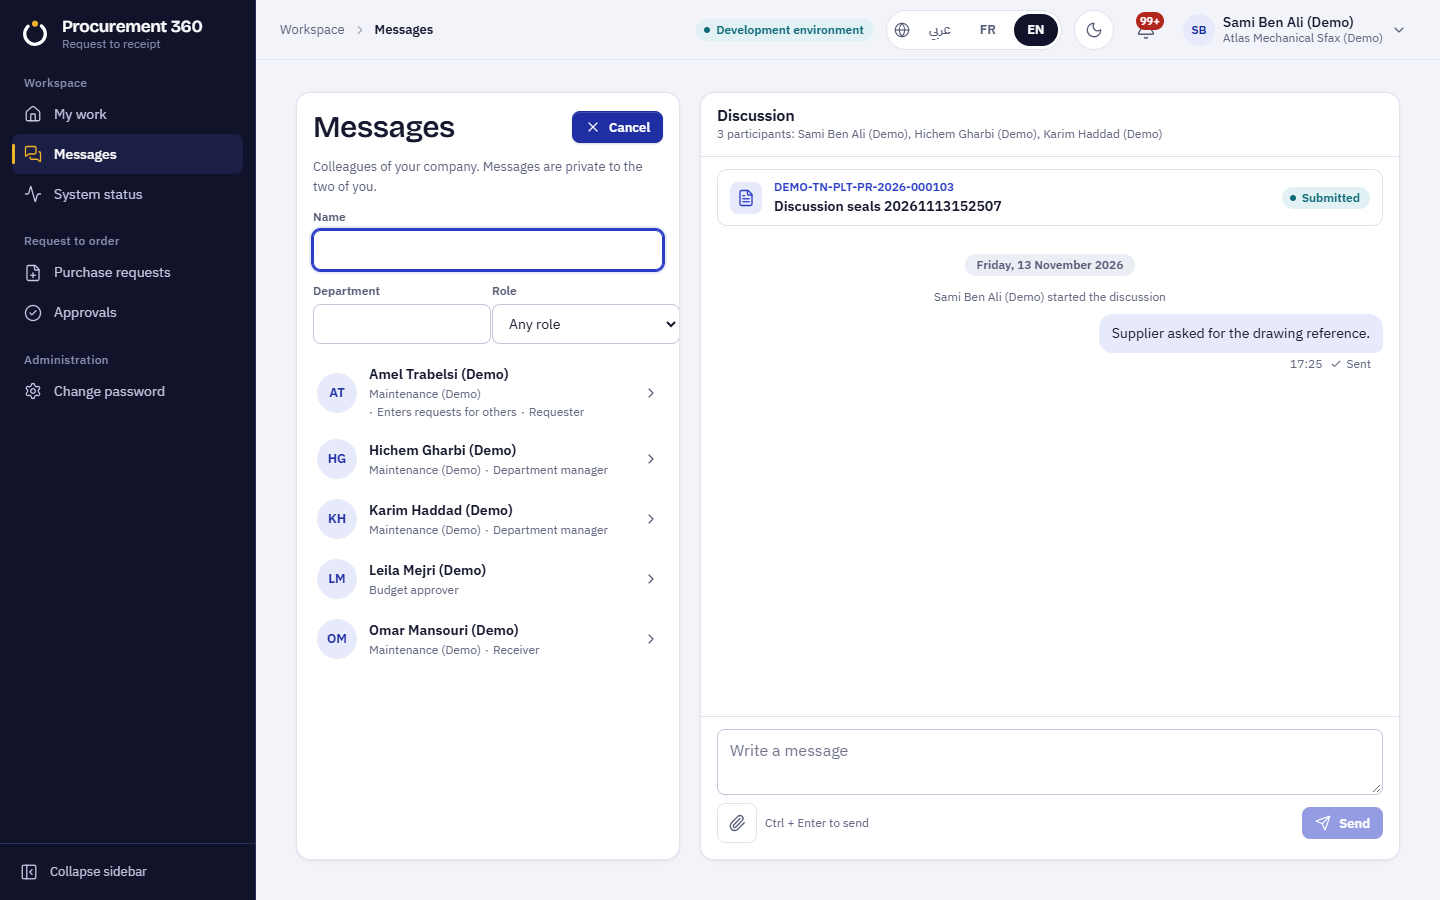 Procurement 360
Request to receipt
Workspace
My work
Messages
System status
Request to order
Purchase requests
Approvals
Administration
Change password
Collapse sidebar
Workspace
Messages
Development environment
عربي
FR
EN
99+
SB
Sami Ben Ali (Demo)
Atlas Mechanical Sfax (Demo)
Messages
Cancel
Colleagues of your company. Messages are private to the
two of you.
Name
Department
Role
Any role
AT
Amel Trabelsi (Demo)
Maintenance (Demo)
· Enters requests for others · Requester
HG
Hichem Gharbi (Demo)
Maintenance (Demo) · Department manager
KH
Karim Haddad (Demo)
Maintenance (Demo) · Department manager
LM
Leila Mejri (Demo)
Budget approver
OM
Omar Mansouri (Demo)
Maintenance (Demo) · Receiver
Discussion
3 participants: Sami Ben Ali (Demo), Hichem Gharbi (Demo), Karim Haddad (Demo)
DEMO-TN-PLT-PR-2026-000103
Discussion seals 20261113152507
Submitted
Friday, 13 November 2026
Sami Ben Ali (Demo) started the discussion
Supplier asked for the drawing reference.
17:25 ✓ Sent
Write a message
Ctrl + Enter to send
Send